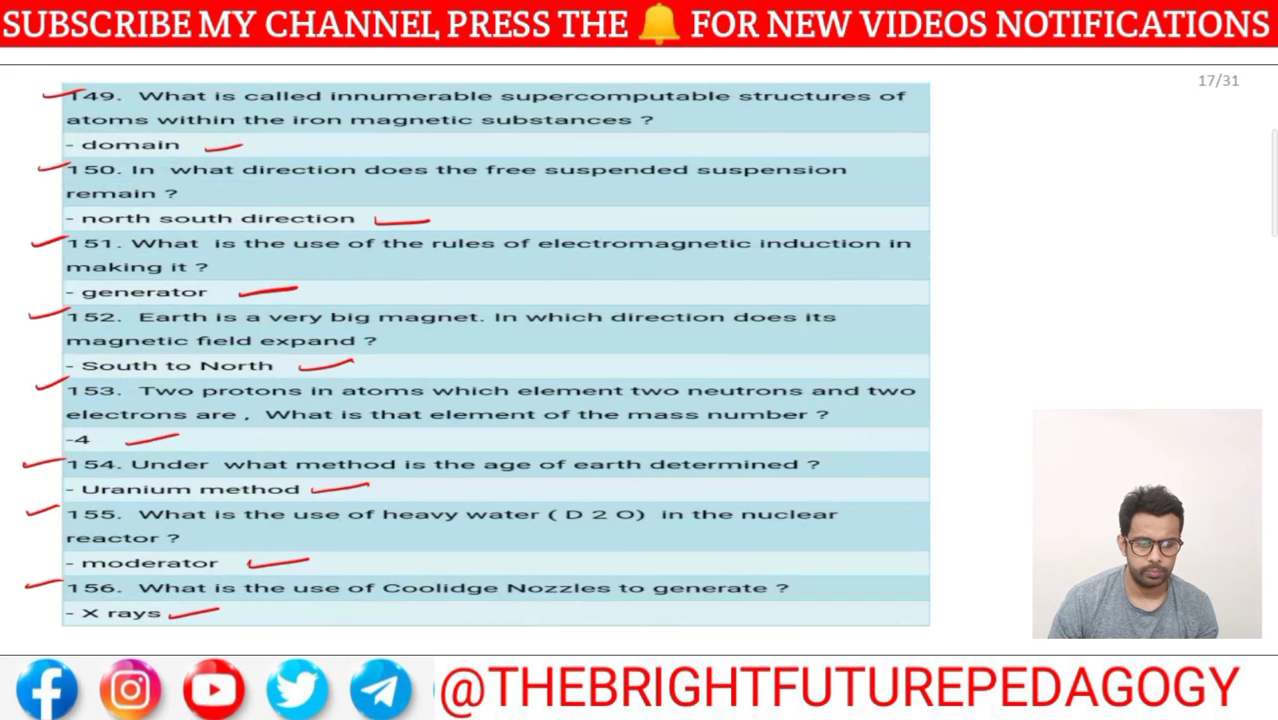 SUBSCRIBE MY CHANNEL PRESS THE 🔔 FOR NEW VIDEOS NOTIFICATIONS
17/31
149. What is called innumerable supercomputable structures of
atoms within the iron magnetic substances ?
- domain
150. In what direction does the free suspended suspension
remain ?
- north south direction
151. What is the use of the rules of electromagnetic induction in
making it ?
- generator
152. Earth is a very big magnet. In which direction does its
magnetic field expand ?
- South to North
153. Two protons in atoms which element two neutrons and two
electrons are , What is that element of the mass number ?
-4
154. Under what method is the age of earth determined ?
- Uranium method
155. What is the use of heavy water ( D 2 O) in the nuclear
reactor ?
- moderator
156. What is the use of Coolidge Nozzles to generate ?
- X rays
@THEBRIGHTFUTUREPEDAGOGY